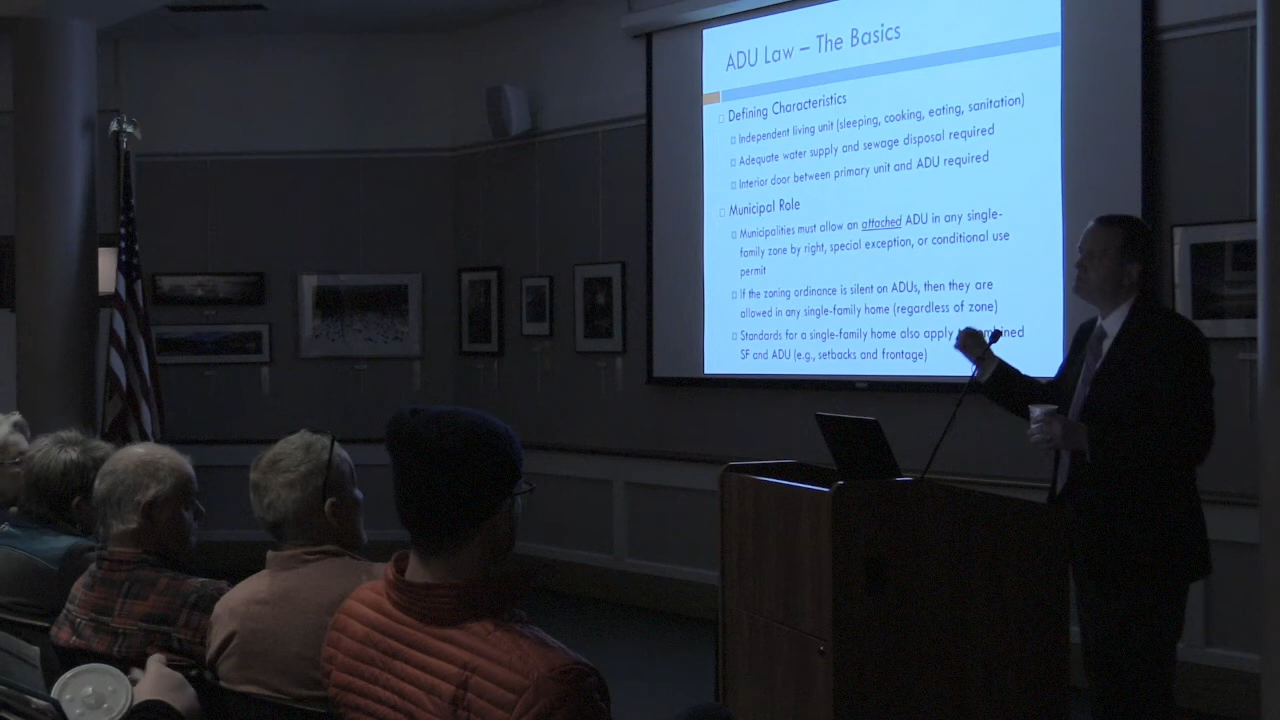 ADU Law – The Basics
Defining Characteristics
Independent living unit (sleeping, cooking, eating, sanitation)
Adequate water supply and sewage disposal required
Interior door between primary unit and ADU required
Municipal Role
Municipalities must allow an attached ADU in any single-
family zone by right, special exception, or conditional use
permit
If the zoning ordinance is silent on ADUs, then they are
allowed in any single-family home (regardless of zone)
Standards for a single-family home also apply
SF and ADU (e.g., setbacks and frontage)